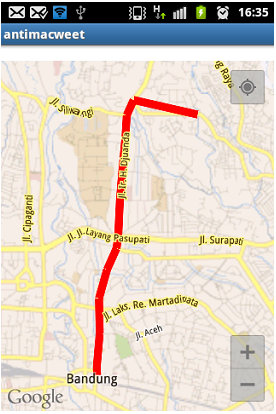 16:35
antimacweet
Jl. Siliwangi
Jl. Ir. H. Djuanda
Jl. Cipaganti
Jl. Jl. Layang Pasupati
Jl. Surapati
Jl. Laks. Re. Martadinata
Jl. Aceh
Bandung
Google